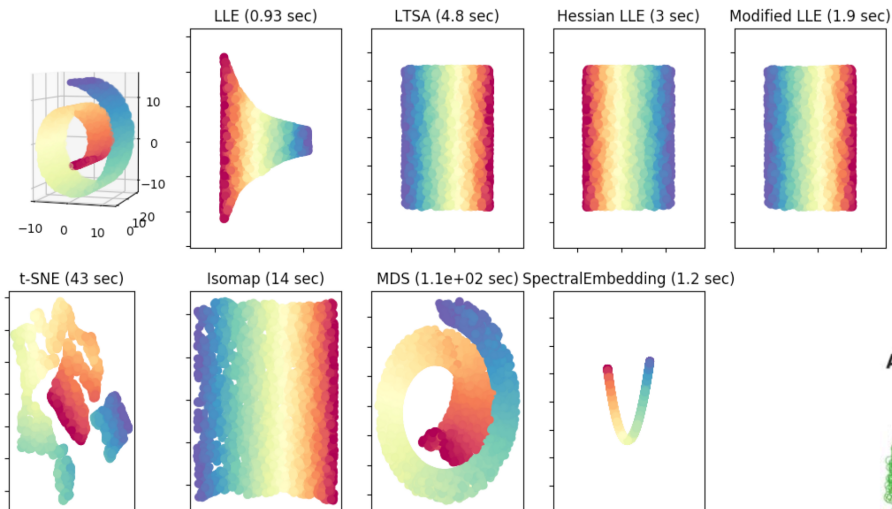 LLE (0.93 sec)
LTSA (4.8 sec)
Hessian LLE (3 sec)
Modified LLE (1.9 sec)
10
0
−10
20
−10
0
10
t-SNE (43 sec)
Isomap (14 sec)
MDS (1.1e+02 sec)
SpectralEmbedding (1.2 sec)